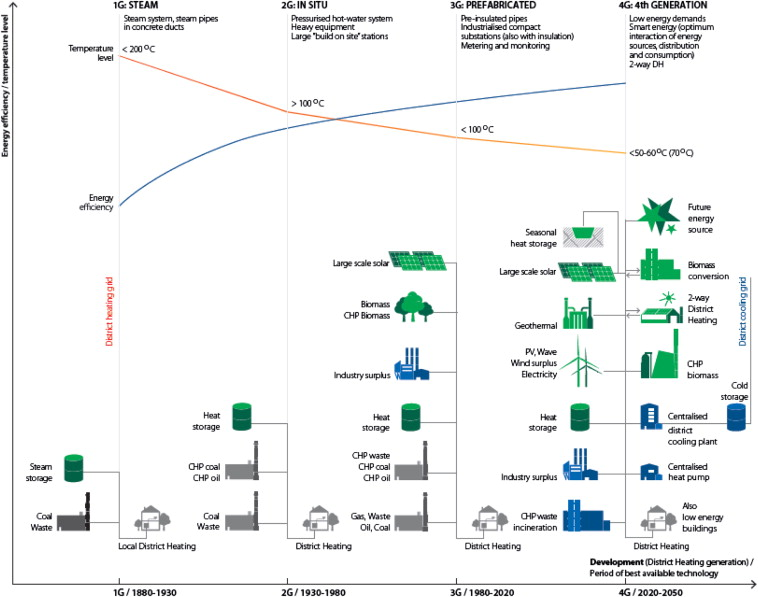 1G: STEAM
Steam system, steam pipes
in concrete ducts
2G: IN SITU
Pressurised hot-water system
Heavy equipment
Large "build on site" stations
3G: PREFABRICATED
Pre-insulated pipes
Industrialised compact
substations (also with insulation)
Metering and monitoring
4G: 4th GENERATION
Low energy demands
Smart energy (optimum
interaction of energy
sources, distribution
and consumption)
2-way DH
Energy efficiency / temperature level
Temperature
level
< 200 °C
> 100 °C
< 100 °C
<50-60°C (70°C)
Energy
efficiency
District heating grid
District cooling grid
Steam
storage
Coal
Waste
Local District Heating
Heat
storage
CHP coal
CHP oil
Coal
Waste
District Heating
Large scale solar
Biomass
CHP Biomass
Industry surplus
Heat
storage
CHP waste
CHP coal
CHP oil
Gas, Waste
Oil, Coal
District Heating
Seasonal
heat storage
Large scale solar
Geothermal
PV, Wave
Wind surplus
Electricity
Heat
storage
Industry surplus
CHP waste
incineration
Future
energy
source
Biomass
conversion
2-way
District
Heating
CHP
biomass
Cold
storage
Centralised
district
cooling plant
Centralised
heat pump
Also
low energy
buildings
District Heating
Development (District Heating generation) /
Period of best available technology
1G / 1880-1930
2G / 1930-1980
3G / 1980-2020
4G / 2020-2050